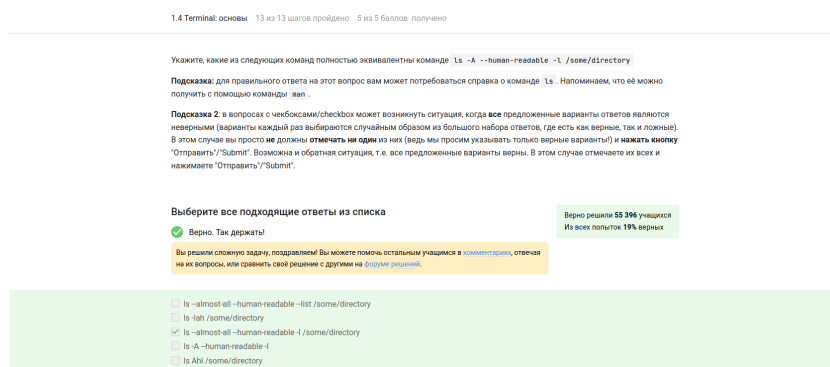 1.4 Terminal: основы 13 из 13 шагов пройдено 5 из 5 баллов получено
Укажите, какие из следующих команд полностью эквивалентны команде ls -A --human-readable -l /some/directory
Подсказка: для правильного ответа на этот вопрос вам может потребоваться справка о команде ls. Напоминаем, что её можно
получить с помощью команды man.
Подсказка 2: в вопросах с чекбоксами/checkbox может возникнуть ситуация, когда все предложенные варианты ответов являются
неверными (варианты каждый раз выбираются случайным образом из большого набора ответов, где есть как верные, так и ложные).
В этом случае вы просто не должны отмечать ни один из них (ведь мы просим указывать только верные варианты!) и нажать кнопку
"Отправить"/"Submit". Возможна и обратная ситуация, т.е. все предложенные варианты верны. В этом случае отмечаете их всех и
нажимаете "Отправить"/"Submit".
Выберите все подходящие ответы из списка
Верно решили 55 396 учащихся
Из всех попыток 19% верных
Верно. Так держать!
Вы решили сложную задачу, поздравляем! Вы можете помочь остальным учащимся в комментариях, отвечая
на их вопросы, или сравнить своё решение с другими на форуме решений.
ls –almost-all –human-readable –list /some/directory
ls -lah /some/directory
ls –almost-all –human-readable -l /some/directory
ls -A –human-readable -l
ls Ahl /some/directory